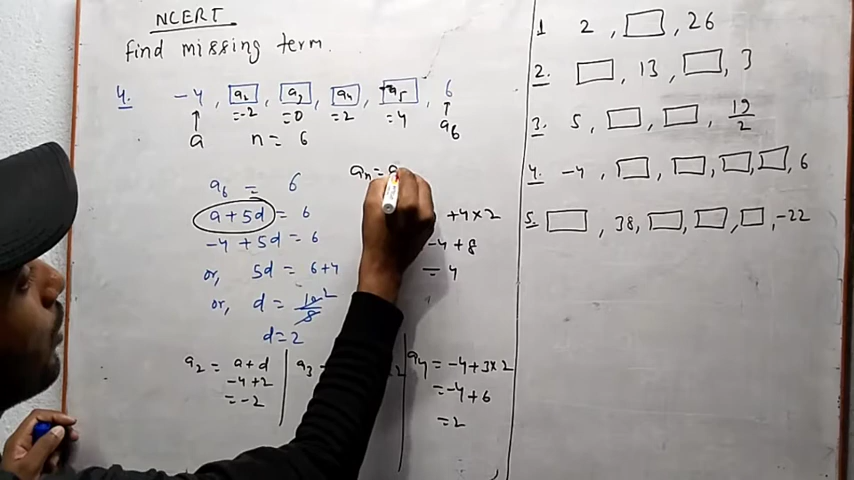 NCERT
Find missing term.
4. -4, a₂, a₃, a₄, a₅, 6
=-2 =0 =2 =4
a n = 6 a₆
a₆ = 6
a + 5d = 6
-4 + 5d = 6
or, 5d = 6+4
or, d =
d=2
aₙ = a
+4×2
-4 + 8
= 4
a₂ = a+d
-4+2
= -2
a₃
a₄ = -4+3×2
= -4+6
= 2
1 2, □, 26
2. □, 13, □, 3
3. 5, □, □, 19/2
4. -4, □, □, □, □, 6
5 □, 38, □, □, □, -22